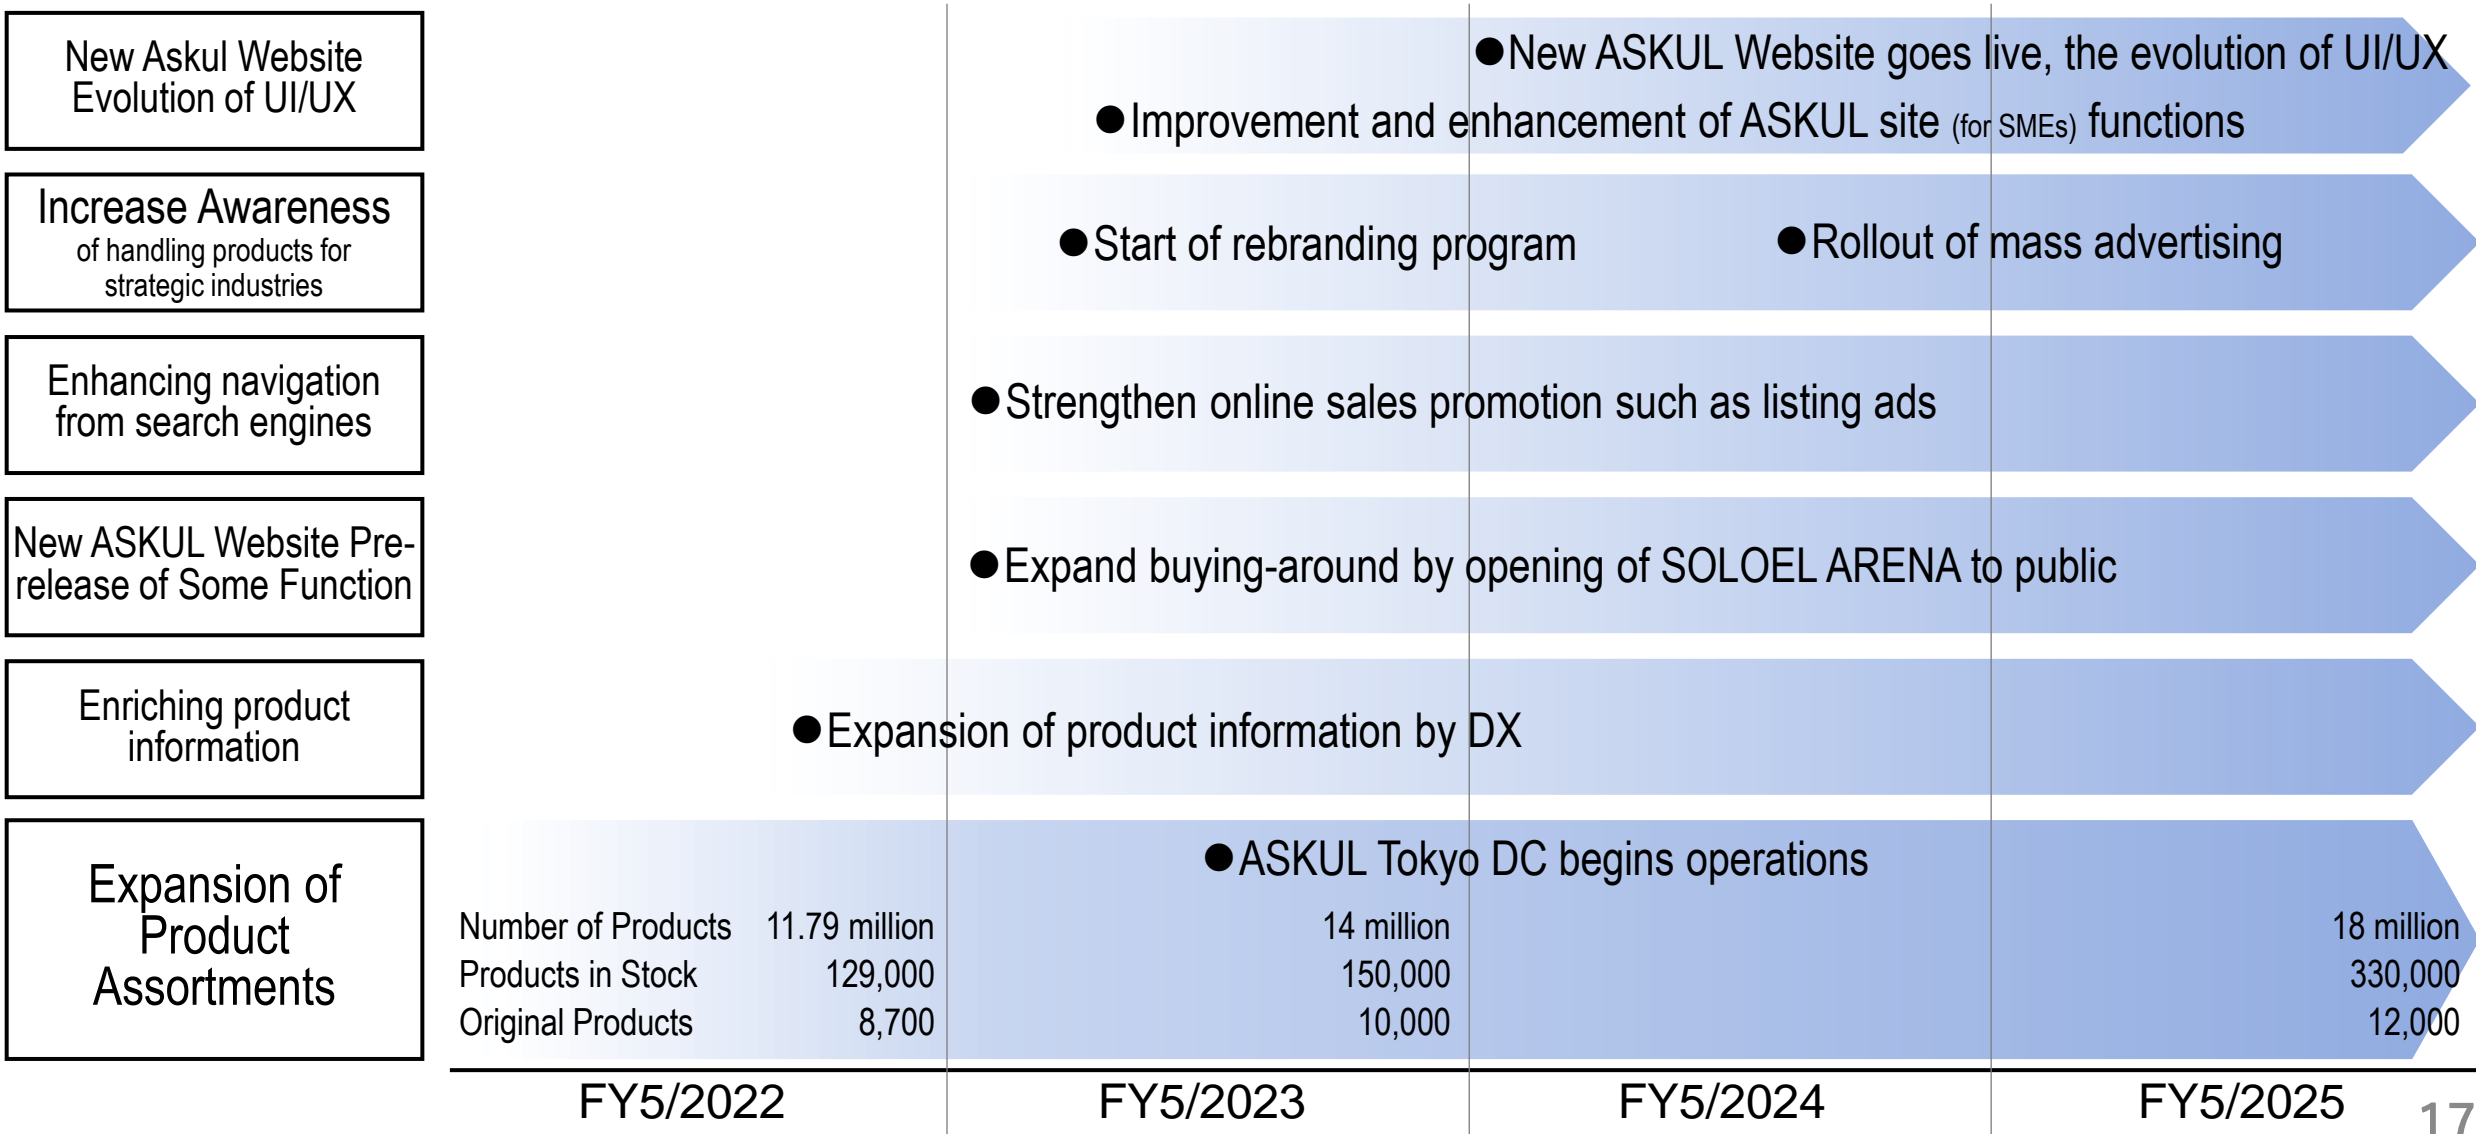 New Askul Website
Evolution of UI/UX
●New ASKUL Website goes live, the evolution of UI/UX
●Improvement and enhancement of ASKUL site (for SMEs) functions
Increase Awareness
of handling products for
strategic industries
●Start of rebranding program
●Rollout of mass advertising
Enhancing navigation
from search engines
●Strengthen online sales promotion such as listing ads
New ASKUL Website Pre-
release of Some Function
●Expand buying-around by opening of SOLOEL ARENA to public
Enriching product
information
●Expansion of product information by DX
Expansion of
Product
Assortments
●ASKUL Tokyo DC begins operations
Number of Products 11.79 million 14 million 18 million
Products in Stock 129,000 150,000 330,000
Original Products 8,700 10,000 12,000
FY5/2022 FY5/2023 FY5/2024 FY5/2025
17